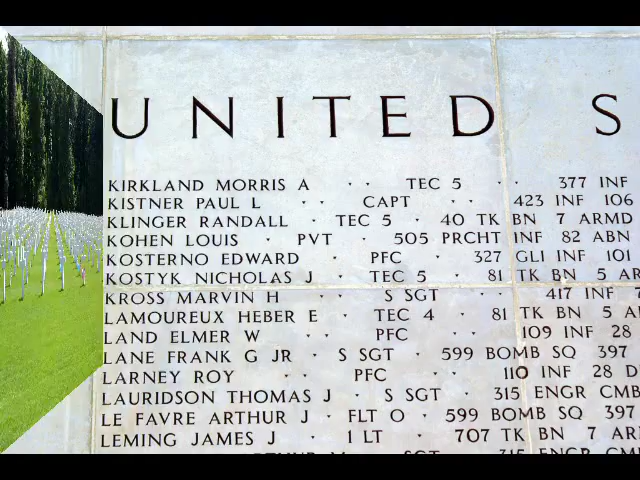 UNITED S
KIRKLAND MORRIS A · · TEC 5 · · 377 INF
KISTNER PAUL L · · CAPT · · 423 INF 106
KLINGER RANDALL · TEC 5 · 40 TK BN 7 ARMD
KOHEN LOUIS · PVT · 505 PRCHT INF 82 ABN
KOSTERNO EDWARD · PFC · 327 GLI INF 101
KOSTYK NICHOLAS J · TEC 5 · 81 TK BN 5 AR
KROSS MARVIN H · · S SGT · · 417 INF
LAMOUREUX HEBER E · TEC 4 · 81 TK BN 5 A
LAND ELMER W · · PFC · · 109 INF 28
LANE FRANK G JR · S SGT · 599 BOMB SQ 397
LARNEY ROY · · PFC · · 110 INF 28 D
LAURIDSON THOMAS J · S SGT · 315 ENGR CMB
LE FAVRE ARTHUR J · FLT O · 599 BOMB SQ 397
LEMING JAMES J · 1 LT · 707 TK BN 7 AR